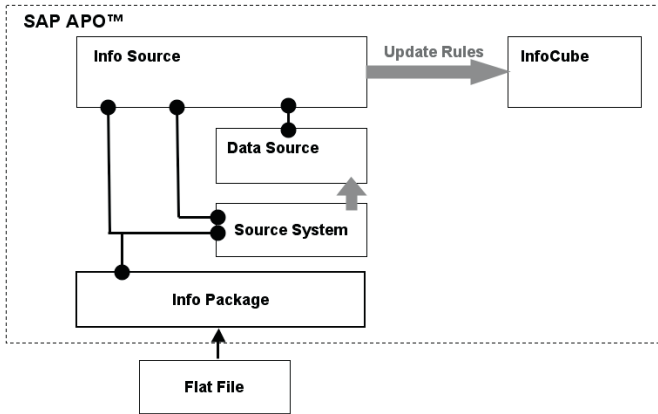 SAP APO™
Info Source
Update Rules
InfoCube
Data Source
Source System
Info Package
Flat File